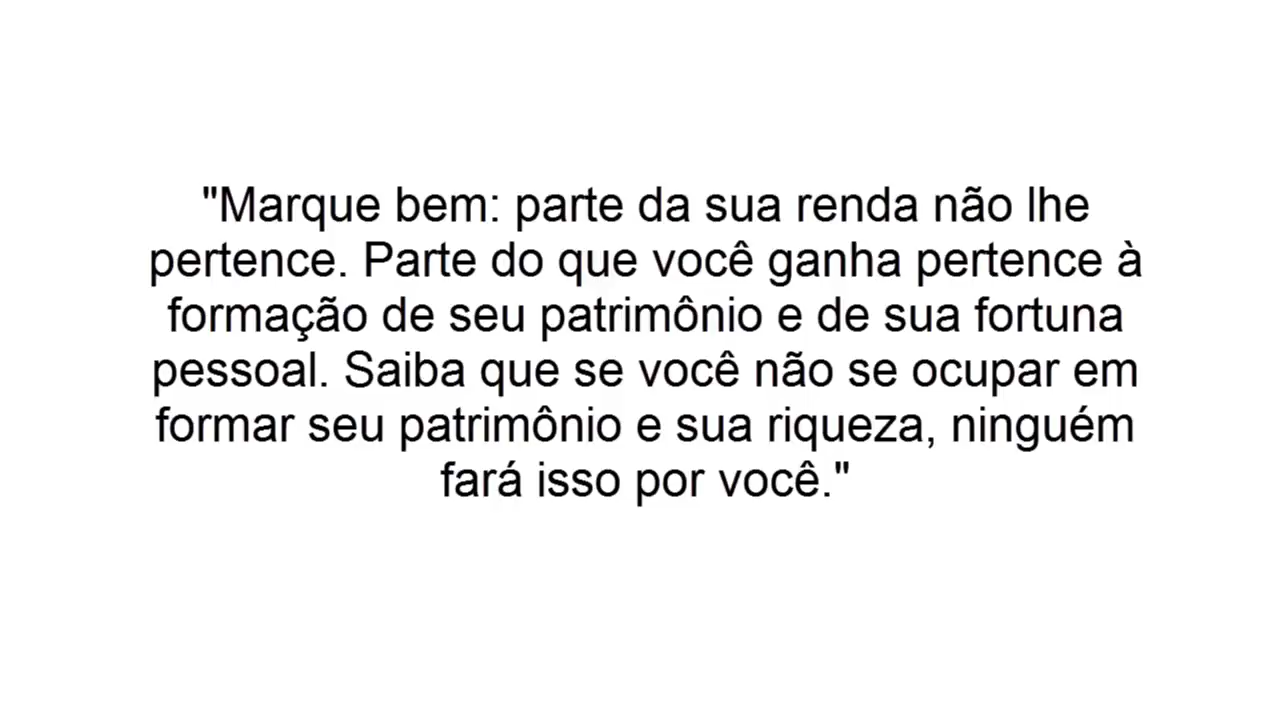 "Marque bem: parte da sua renda não lhe
pertence. Parte do que você ganha pertence à
formação de seu patrimônio e de sua fortuna
pessoal. Saiba que se você não se ocupar em
formar seu patrimônio e sua riqueza, ninguém
fará isso por você."